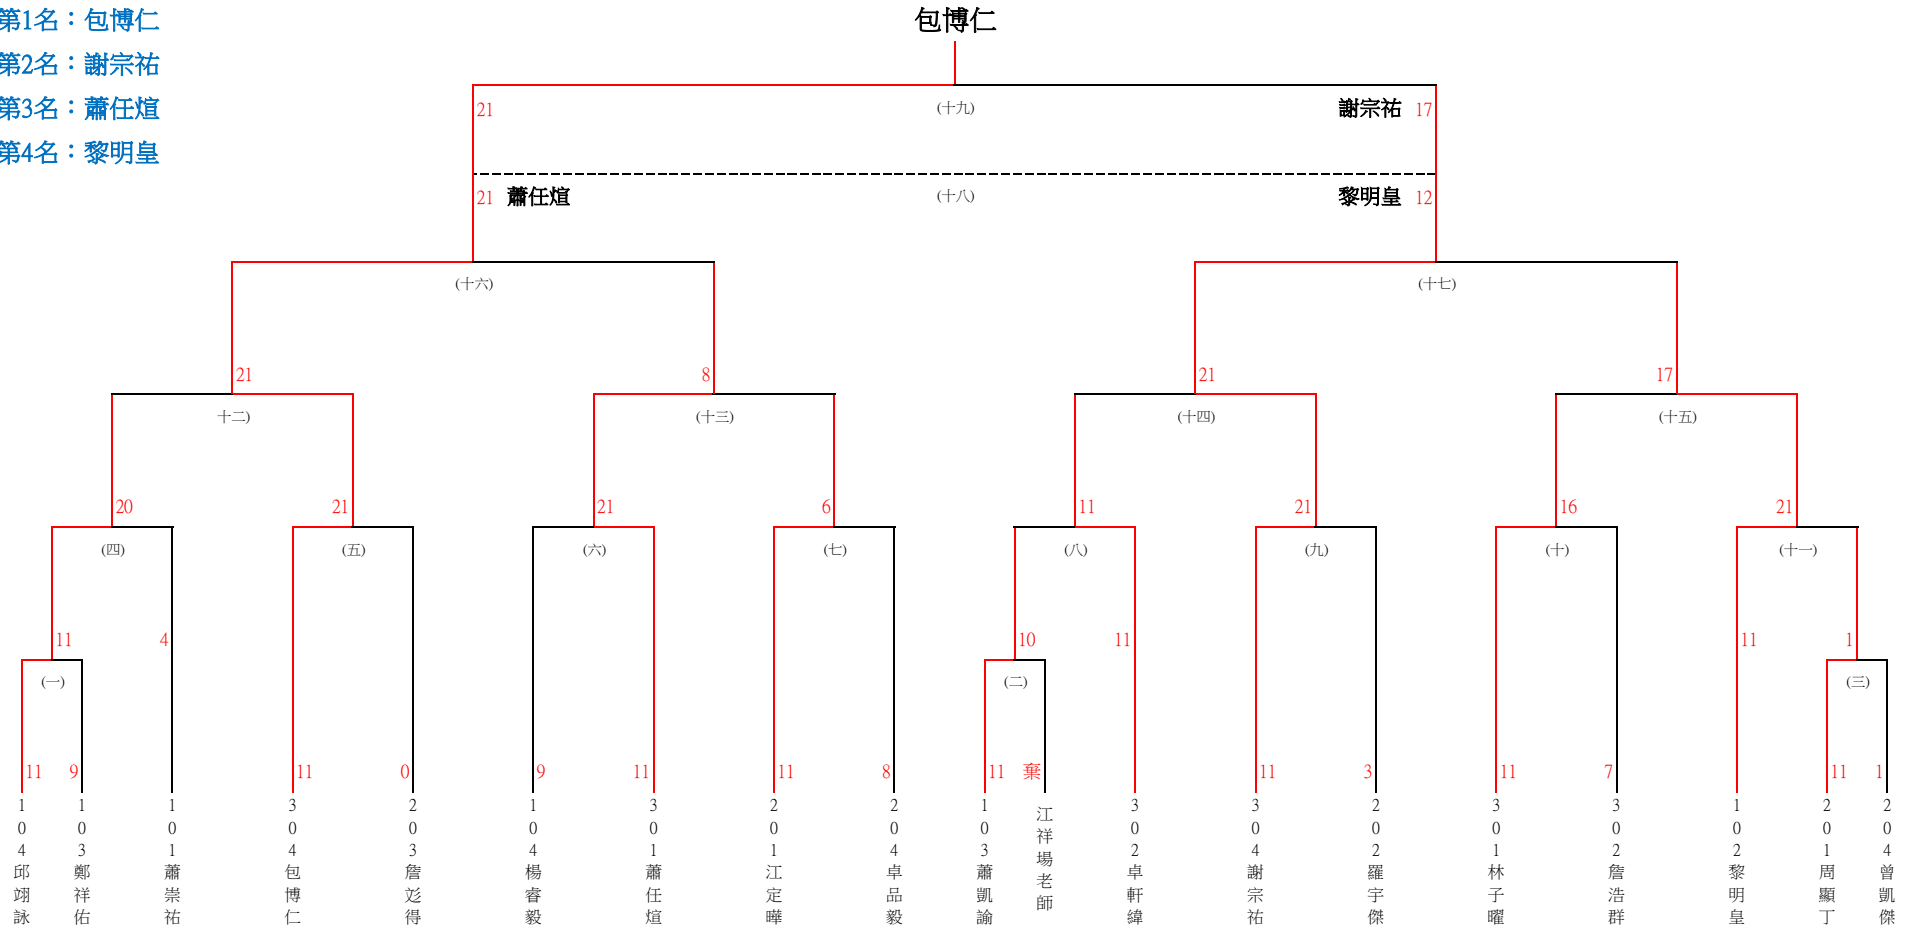 第1名：包博仁
包博仁
第2名：謝宗祐
第3名：蕭任煊
第4名：黎明皇
21 (十九) 謝宗祐 17
21 蕭任煊 (十八) 黎明皇 12
(十六) (十七)
21 8 21 17
十二) (十三) (十四) (十五)
20 21 21 6 11 21 16 21
(四) (五) (六) (七) (八) (九) (十) (十一)
11 4 10 11 11 1
(一) (二) (三)
11 9 11 0 9 11 11 8 11 棄 11 3 11 7 11 1
104邱翊詠
103鄭祥佑
101蕭崇祐
304包博仁
203詹彣得
104楊睿毅
301蕭任煊
201江定曄
204卓品毅
103蕭凱諭
江祥場老師
302卓軒緯
304謝宗祐
202羅宇傑
301林子曜
302詹浩群
102黎明皇
201周顯丁
204曾凱傑